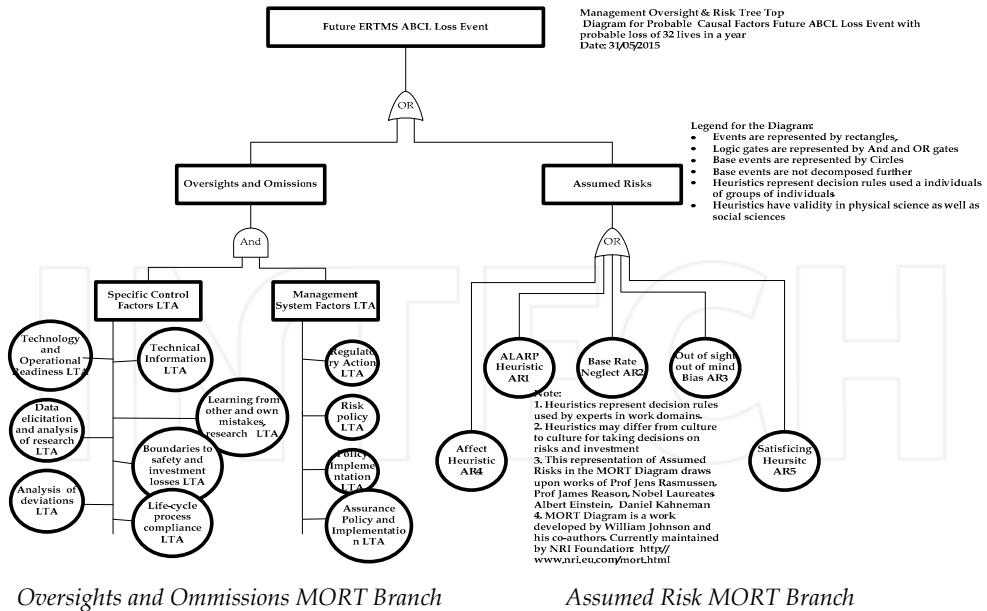 Future ERTMS ABCL Loss Event
Management Oversight & Risk Tree Top
Diagram for Probable Causal Factors Future ABCL Loss Event with
probable loss of 32 lives in a year
Date: 31/05/2015
OR
Legend for the Diagram:
• Events are represented by rectangles,
• Logic gates are represented by And and OR gates
• Base events are represented by Circles
• Base events are not decomposed further
• Heuristics represent decision rules used a individuals
of groups of individuals
• Heuristics have validity in physical science as well as
social sciences
Oversights and Omissions
Assumed Risks
And
OR
Specific Control
Factors LTA
Management
System Factors LTA
Technology
and
Operational
Readiness LTA
Technical
Information
LTA
Learning from
other and own
mistakes,
research LTA
Data
elicitation
and analysis
of research
LTA
Boundaries to
safety and
investment
losses LTA
Analysis of
deviations
LTA
Life-cycle
process
compliance
LTA
Regulato
ry Action
LTA
Risk
policy
LTA
Policy
Impleme
ntation
LTA
Assurance
Policy and
Implementatio
n LTA
ALARP
Heuristic
AR1
Base Rate
Neglect AR2
Out of sight
out of mind
Bias AR3
Affect
Heuristic
AR4
Satisficing
Heursitc
AR5
Note:
1. Heuristics represent decision rules
used by experts in work domains.
2. Heuristics may differ from culture
to culture for taking decisions on
risks and investment
3. This representation of Assumed
Risks in the MORT Diagram draws
upon works of Prof Jens Rasmussen,
Prof James Reason, Nobel Laureates
Albert Einstein, Daniel Kahneman
4. MORT Diagram is a work
developed by William Johnson and
his co-authors. Currently maintained
by NRI Foundation: http://
www.nri.eu.com/mort.html
INTECH
Oversights and Ommissions MORT Branch
Assumed Risk MORT Branch